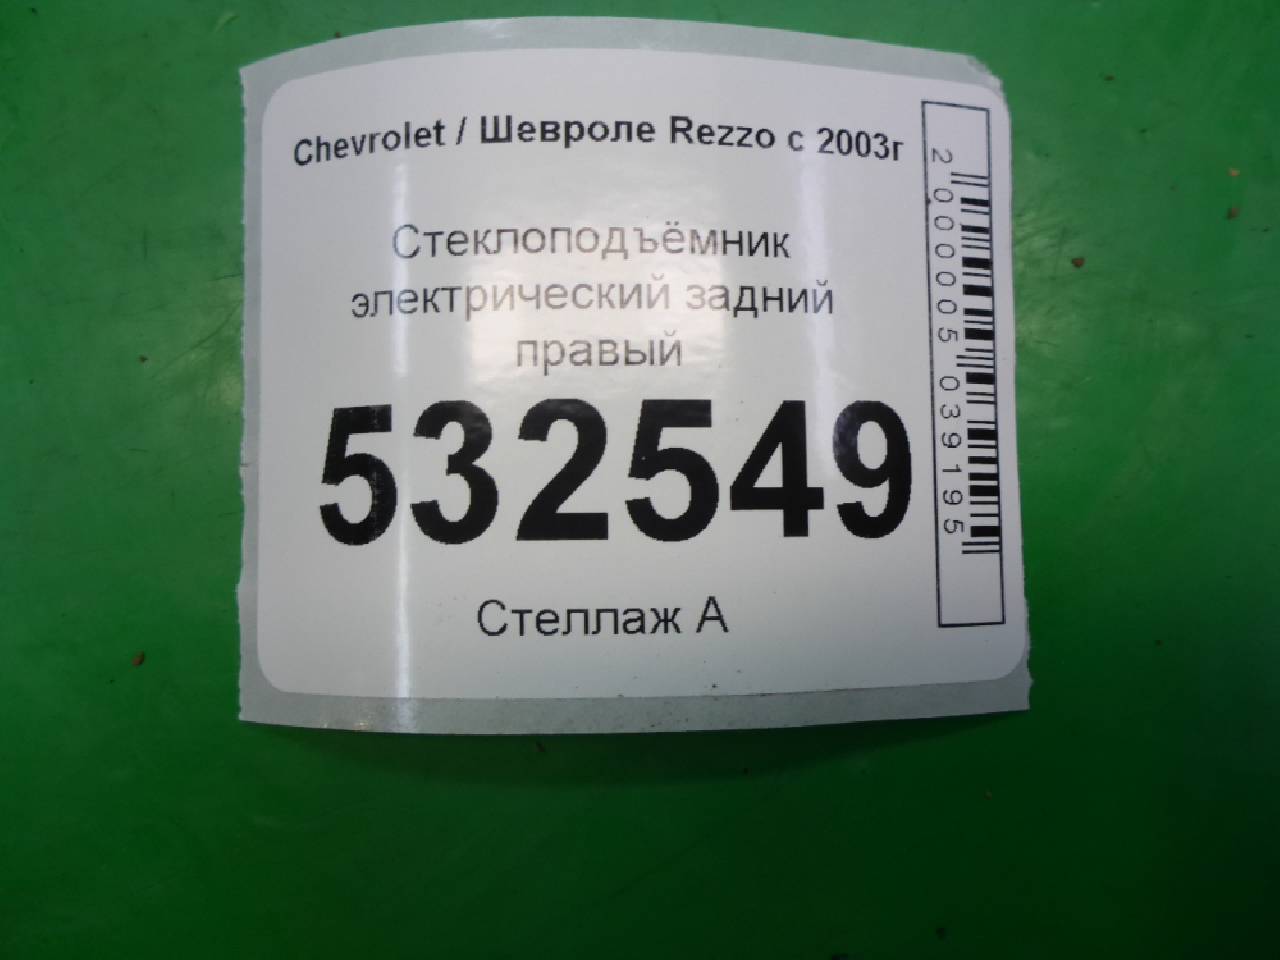 Chevrolet / Шевроле Rezzo с 2003г
Стеклоподъёмник
электрический задний
правый
532549
Стеллаж А
2 000005 039195